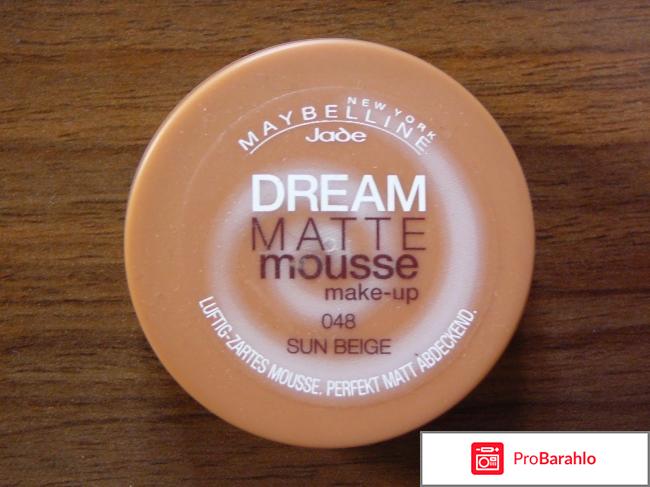 MAYBELLINE
NEW YORK
Jade
DREAM
MATTE
mousse
make-up
048
SUN BEIGE
LUFTIG-ZARTES MOUSSE. PERFEKT MATT ABDECKEND.
ProBarahlo